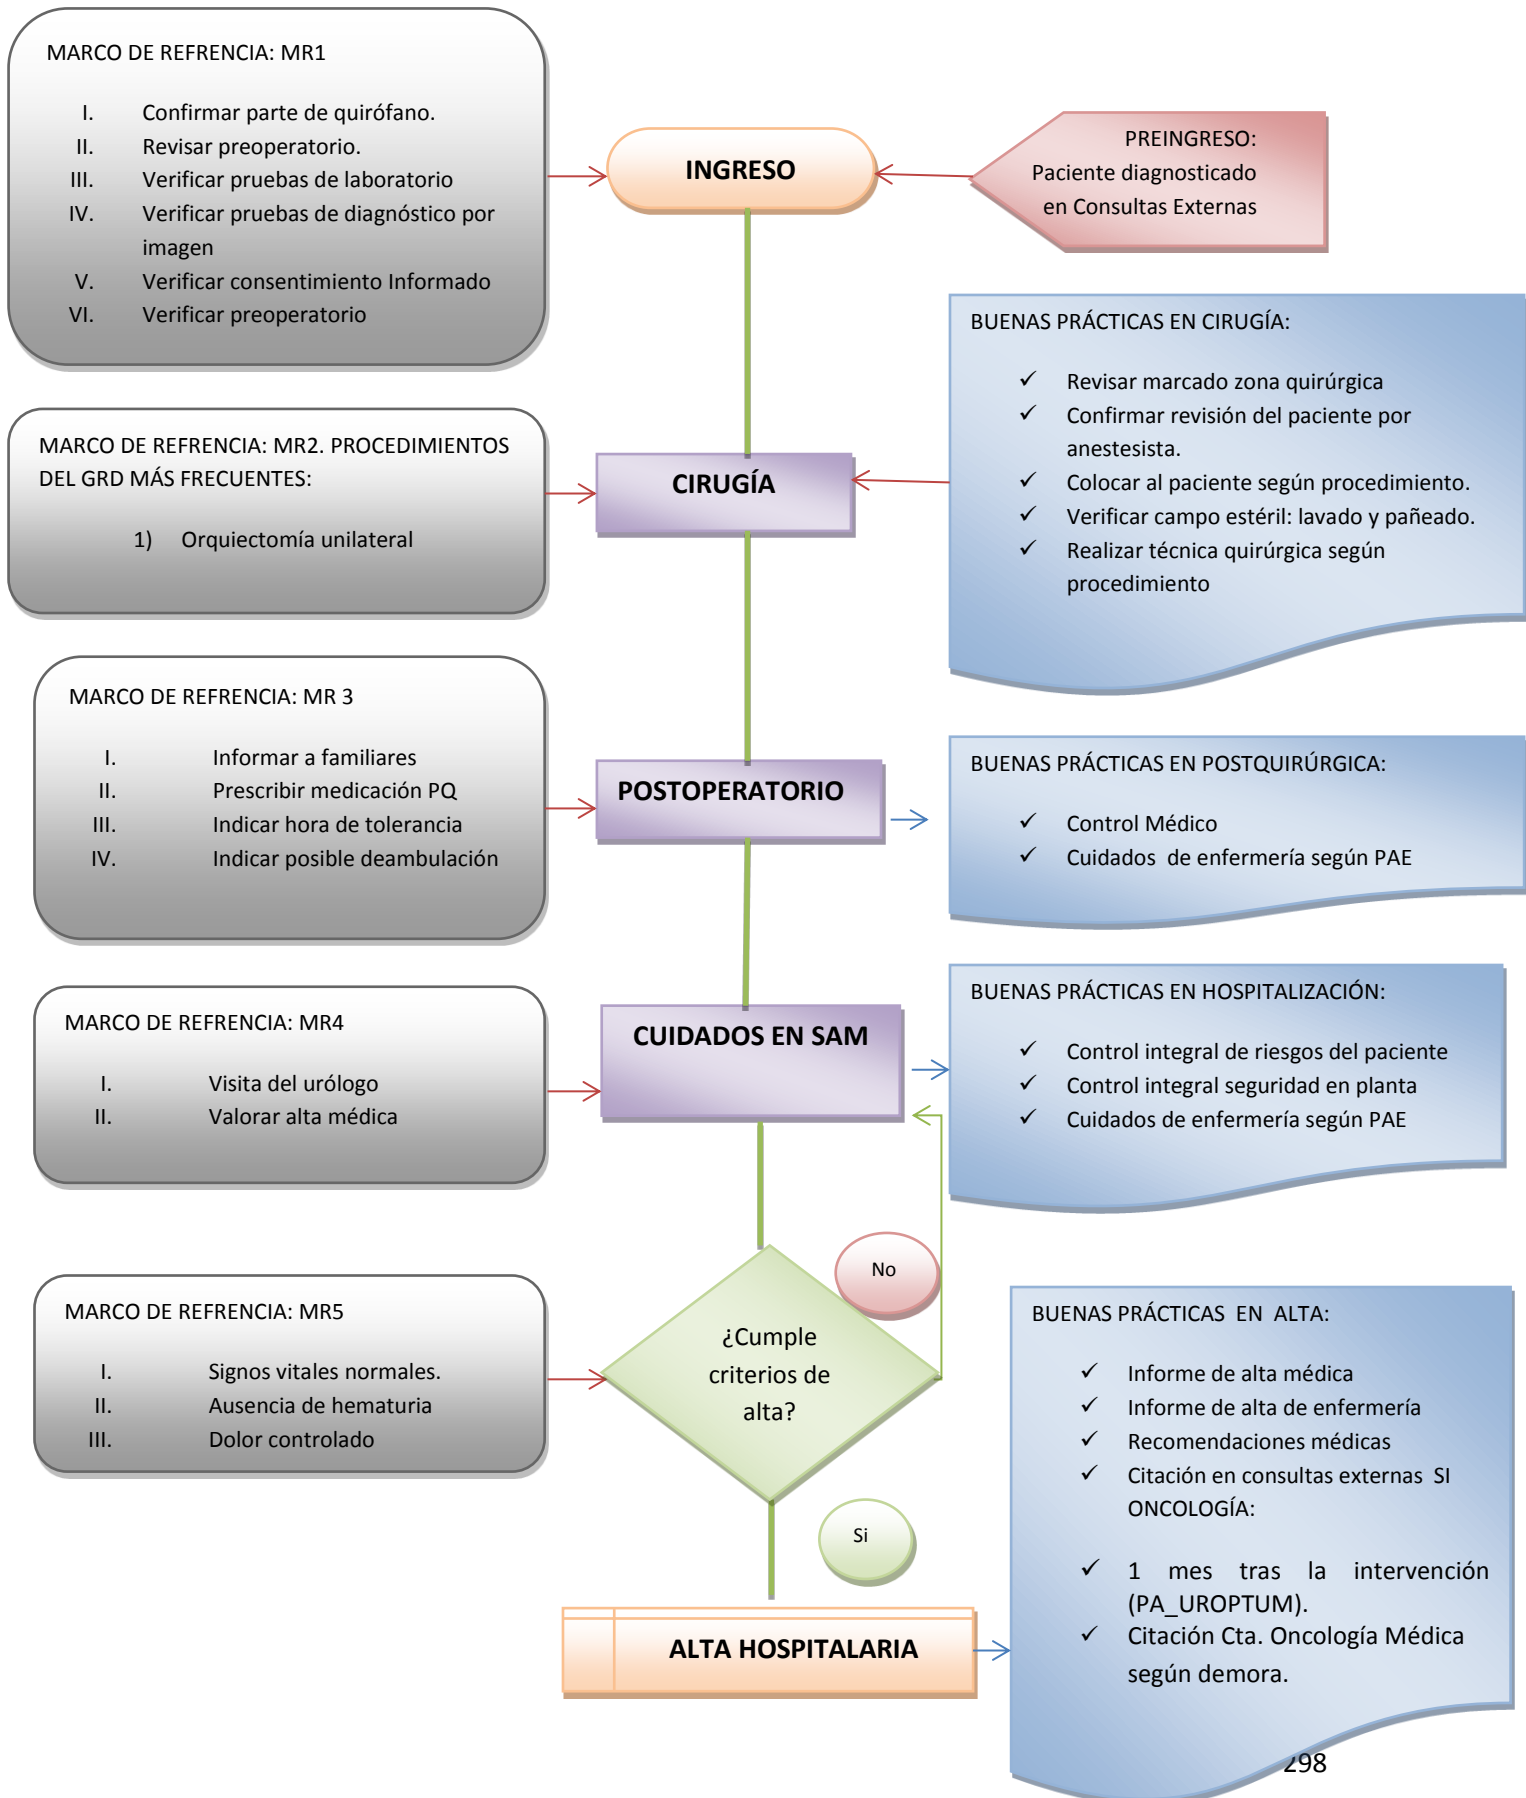 MARCO DE REFRENCIA: MR1
I. Confirmar parte de quirófano.
II. Revisar preoperatorio.
III. Verificar pruebas de laboratorio
IV. Verificar pruebas de diagnóstico por
imagen
V. Verificar consentimiento Informado
VI. Verificar preoperatorio
INGRESO
PREINGRESO:
Paciente diagnosticado
en Consultas Externas
MARCO DE REFRENCIA: MR2. PROCEDIMIENTOS
DEL GRD MÁS FRECUENTES:
1) Orquiectomía unilateral
CIRUGÍA
BUENAS PRÁCTICAS EN CIRUGÍA:
✓ Revisar marcado zona quirúrgica
✓ Confirmar revisión del paciente por
anestesista.
✓ Colocar al paciente según procedimiento.
✓ Verificar campo estéril: lavado y pañeado.
✓ Realizar técnica quirúrgica según
procedimiento
MARCO DE REFRENCIA: MR 3
I. Informar a familiares
II. Prescribir medicación PQ
III. Indicar hora de tolerancia
IV. Indicar posible deambulación
POSTOPERATORIO
BUENAS PRÁCTICAS EN POSTQUIRÚRGICA:
✓ Control Médico
✓ Cuidados de enfermería según PAE
MARCO DE REFRENCIA: MR4
I. Visita del urólogo
II. Valorar alta médica
CUIDADOS EN SAM
BUENAS PRÁCTICAS EN HOSPITALIZACIÓN:
✓ Control integral de riesgos del paciente
✓ Control integral seguridad en planta
✓ Cuidados de enfermería según PAE
MARCO DE REFRENCIA: MR5
I. Signos vitales normales.
II. Ausencia de hematuria
III. Dolor controlado
¿Cumple
criterios de
alta?
No
Si
ALTA HOSPITALARIA
BUENAS PRÁCTICAS EN ALTA:
✓ Informe de alta médica
✓ Informe de alta de enfermería
✓ Recomendaciones médicas
✓ Citación en consultas externas SI
ONCOLOGÍA:
✓ 1 mes tras la intervención
(PA_UROPTUM).
✓ Citación Cta. Oncología Médica
según demora.
298